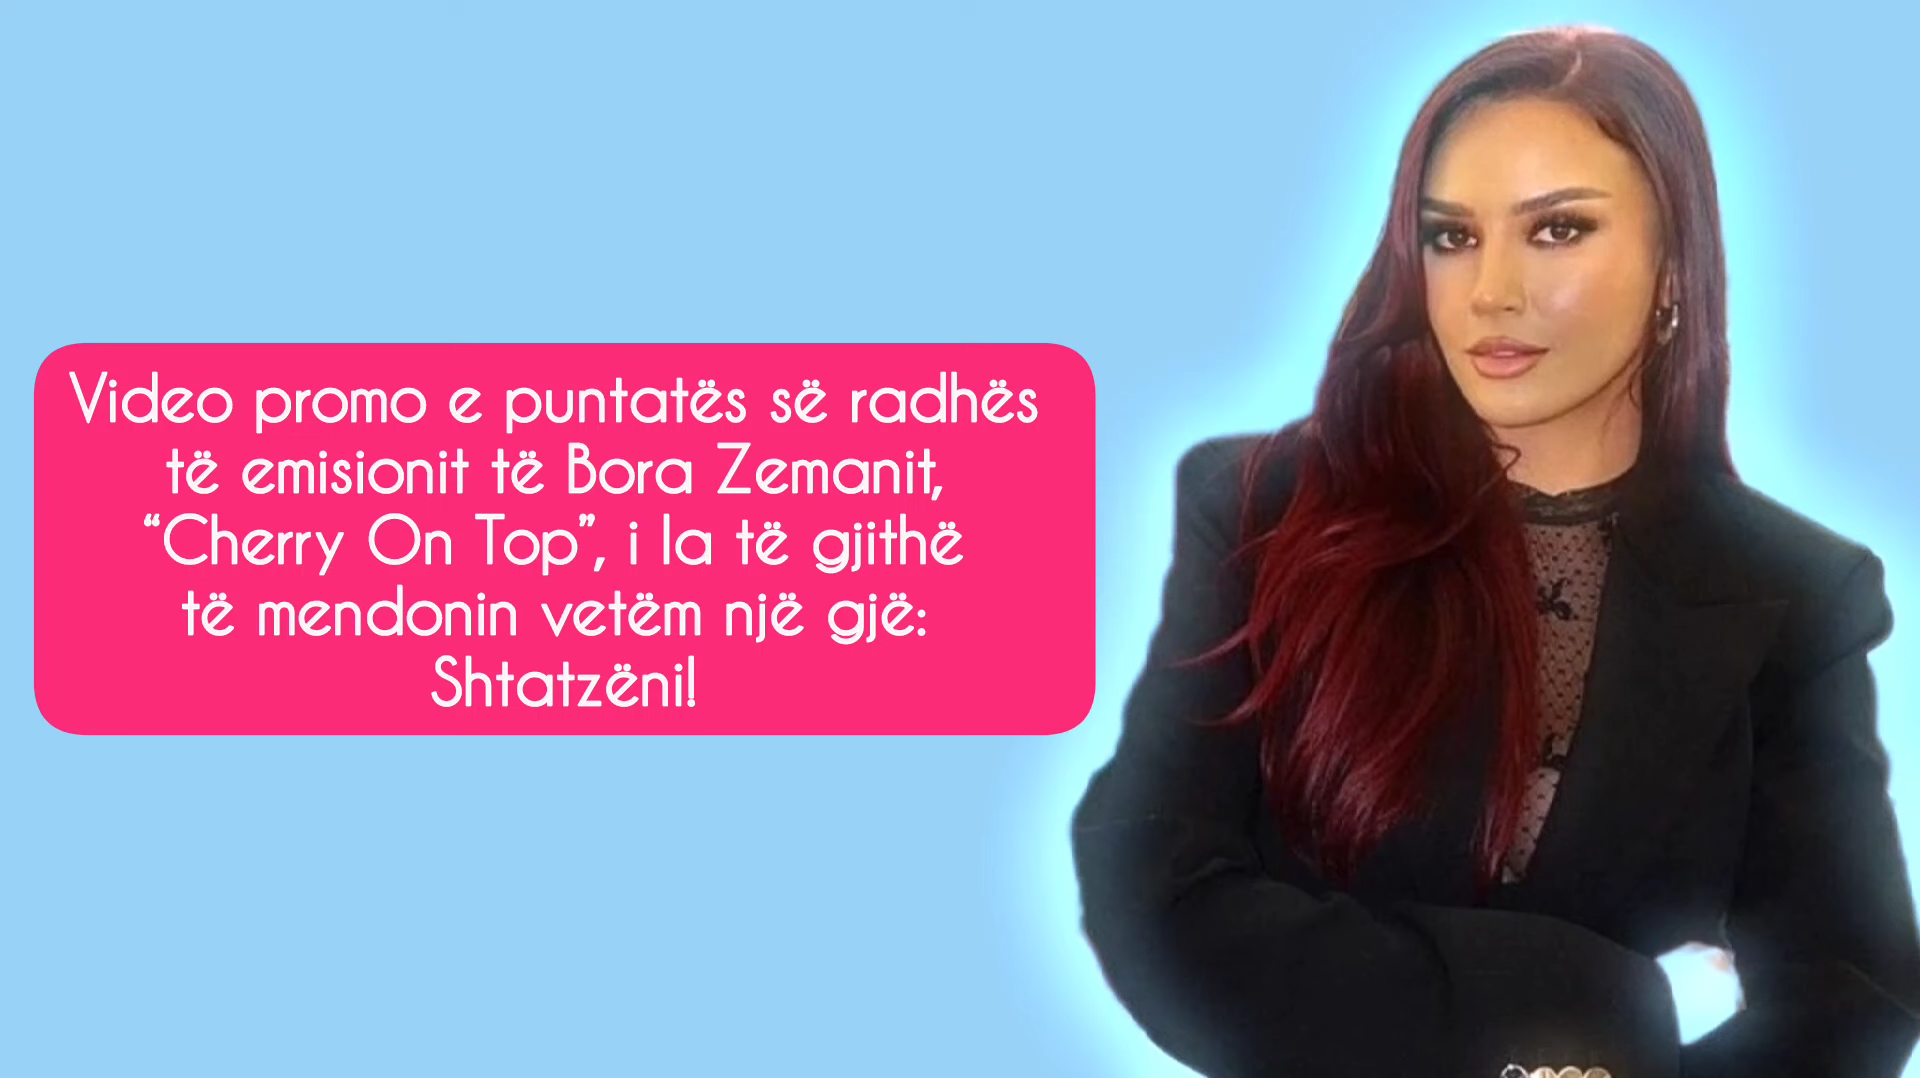 Video promo e puntatës së radhës
të emisionit të Bora Zemanit,
“Cherry On Top”, i la të gjithë
të mendonin vetëm një gjë:
Shtatzëni!